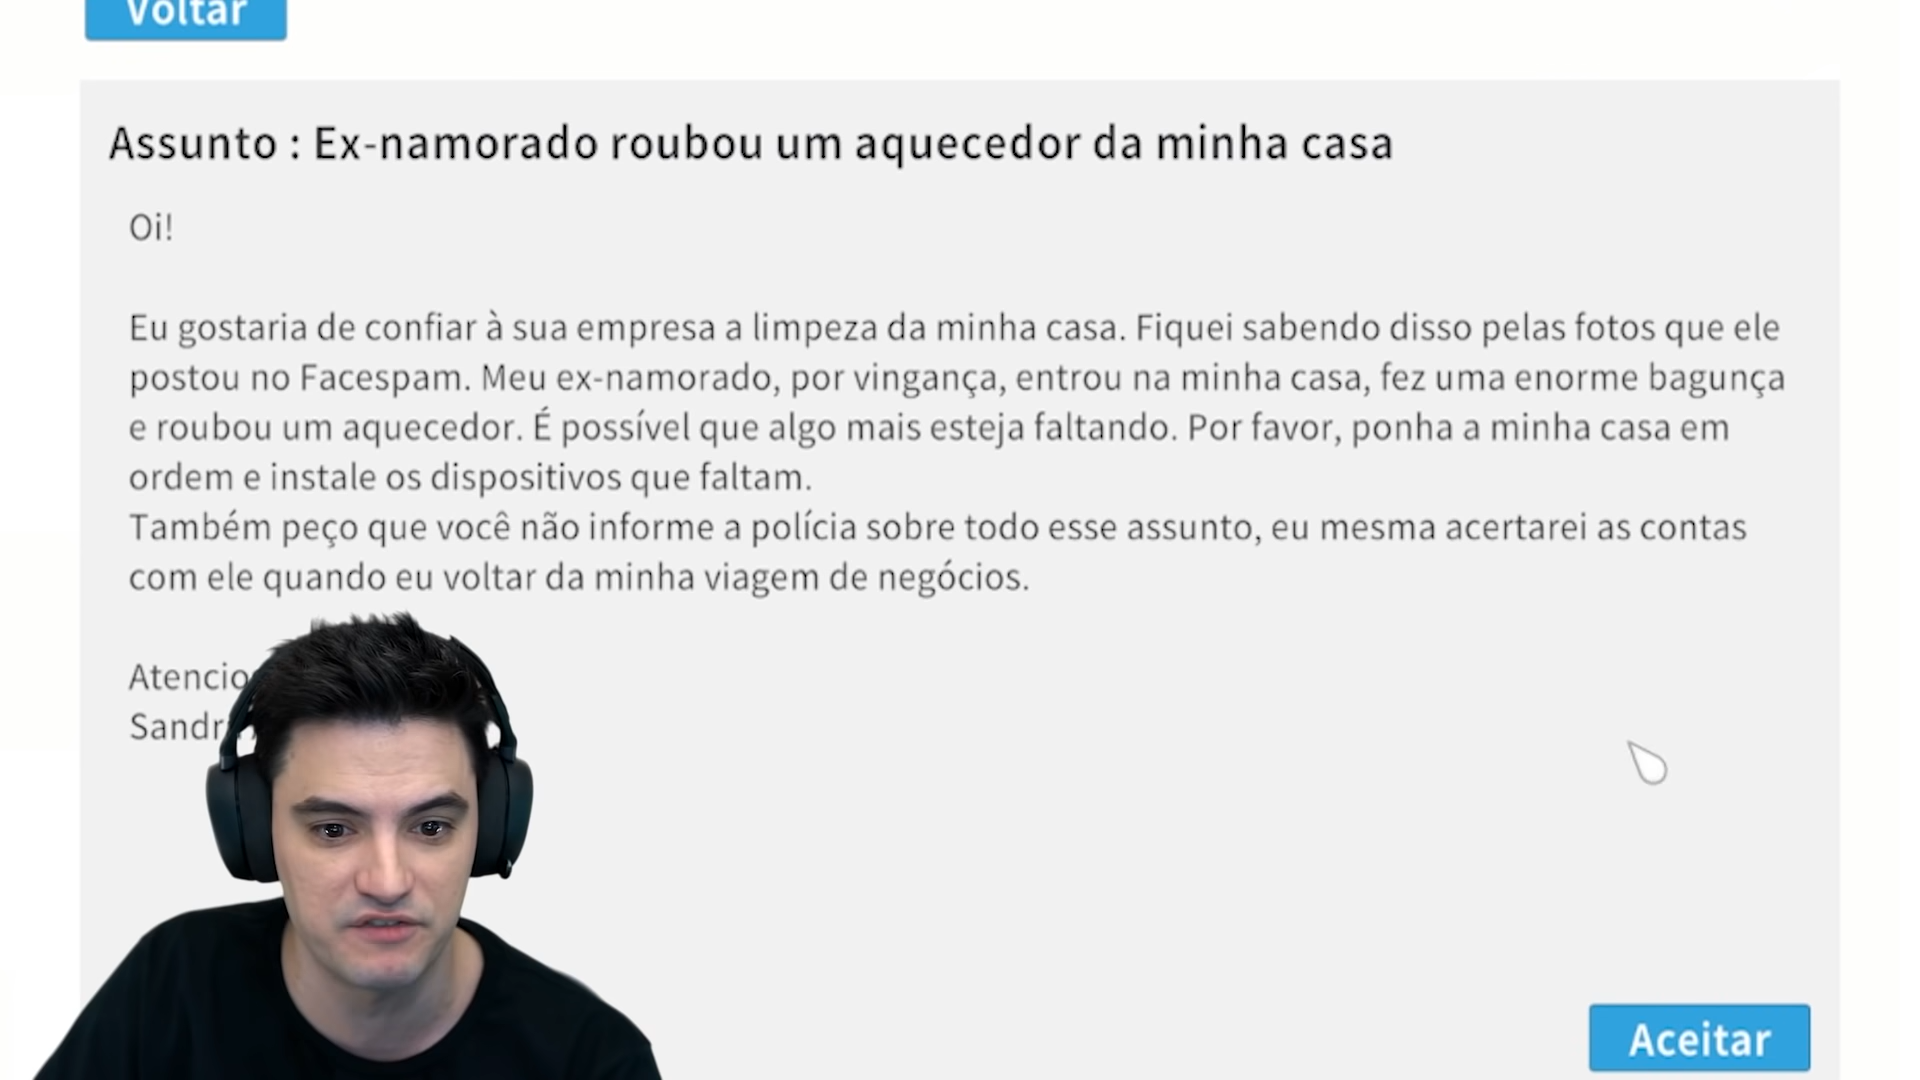 Voltar
Assunto : Ex-namorado roubou um aquecedor da minha casa
Oi!
Eu gostaria de confiar à sua empresa a limpeza da minha casa. Fiquei sabendo disso pelas fotos que ele
postou no Facespam. Meu ex-namorado, por vingança, entrou na minha casa, fez uma enorme bagunça
e roubou um aquecedor. É possível que algo mais esteja faltando. Por favor, ponha a minha casa em
ordem e instale os dispositivos que faltam.
Também peço que você não informe a polícia sobre todo esse assunto, eu mesma acertarei as contas
com ele quando eu voltar da minha viagem de negócios.
Aceitar